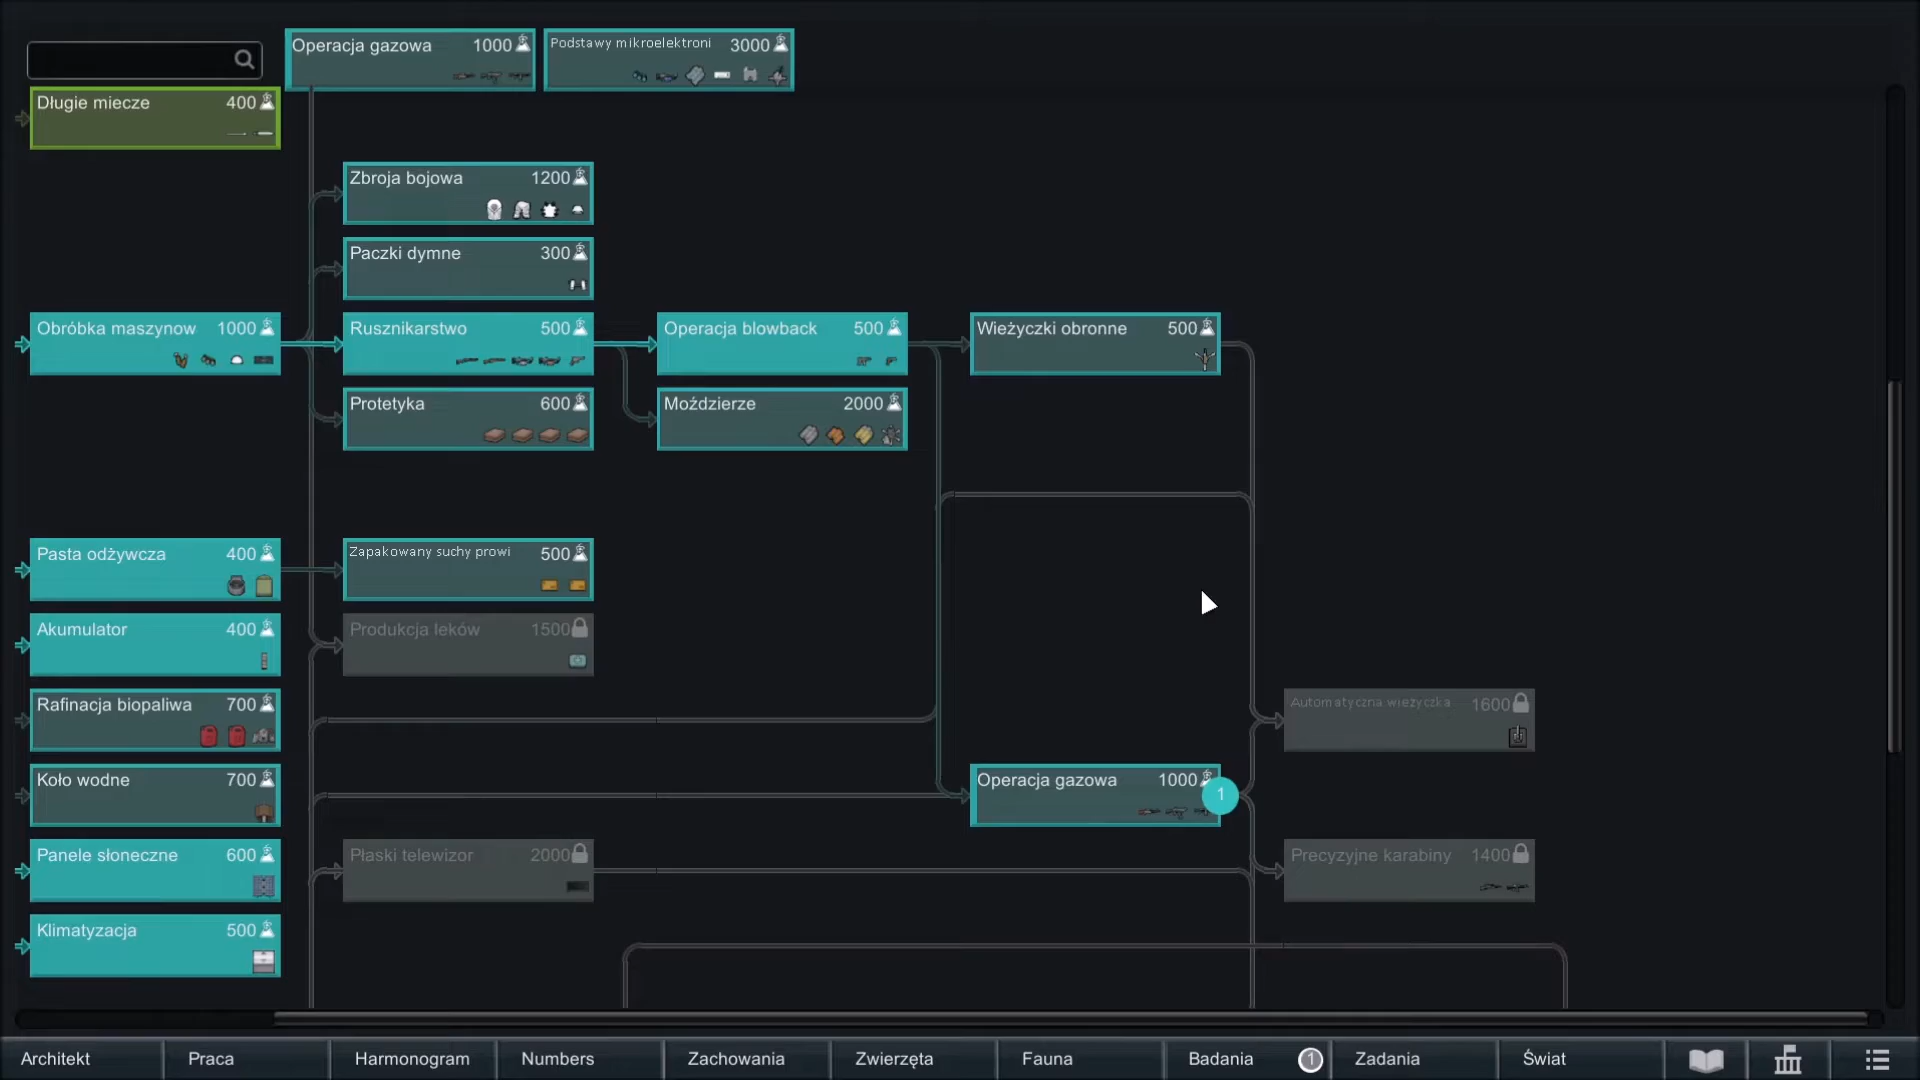 Operacja gazowa 1000
Podstawy mikroelektroni 3000
Długie miecze 400
Zbroja bojowa 1200
Paczki dymne 300
Obróbka maszynow 1000
Rusznikarstwo 500
Operacja blowback 500
Wieżyczki obronne 500
Protetyka 600
Moździerze 2000
Pasta odżywcza 400
Zapakowany suchy prowi 500
Akumulator 400
Produkcja leków 1500
Rafinacja biopaliwa 700
Automatyczna wieżyczka 1600
Koło wodne 700
Operacja gazowa 1000
1
Panele słoneczne 600
Płaski telewizor 2000
Precyzyjne karabiny 1400
Klimatyzacja 500
Architekt
Praca
Harmonogram
Numbers
Zachowania
Zwierzęta
Fauna
Badania 1
Zadania
Świat